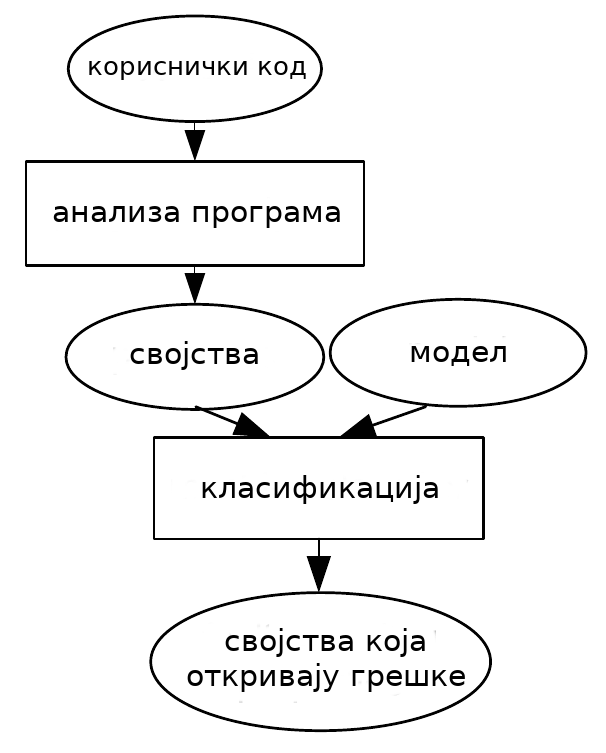 кориснички код
анализа програма
својства
модел
класификација
својства која
откривају грешке